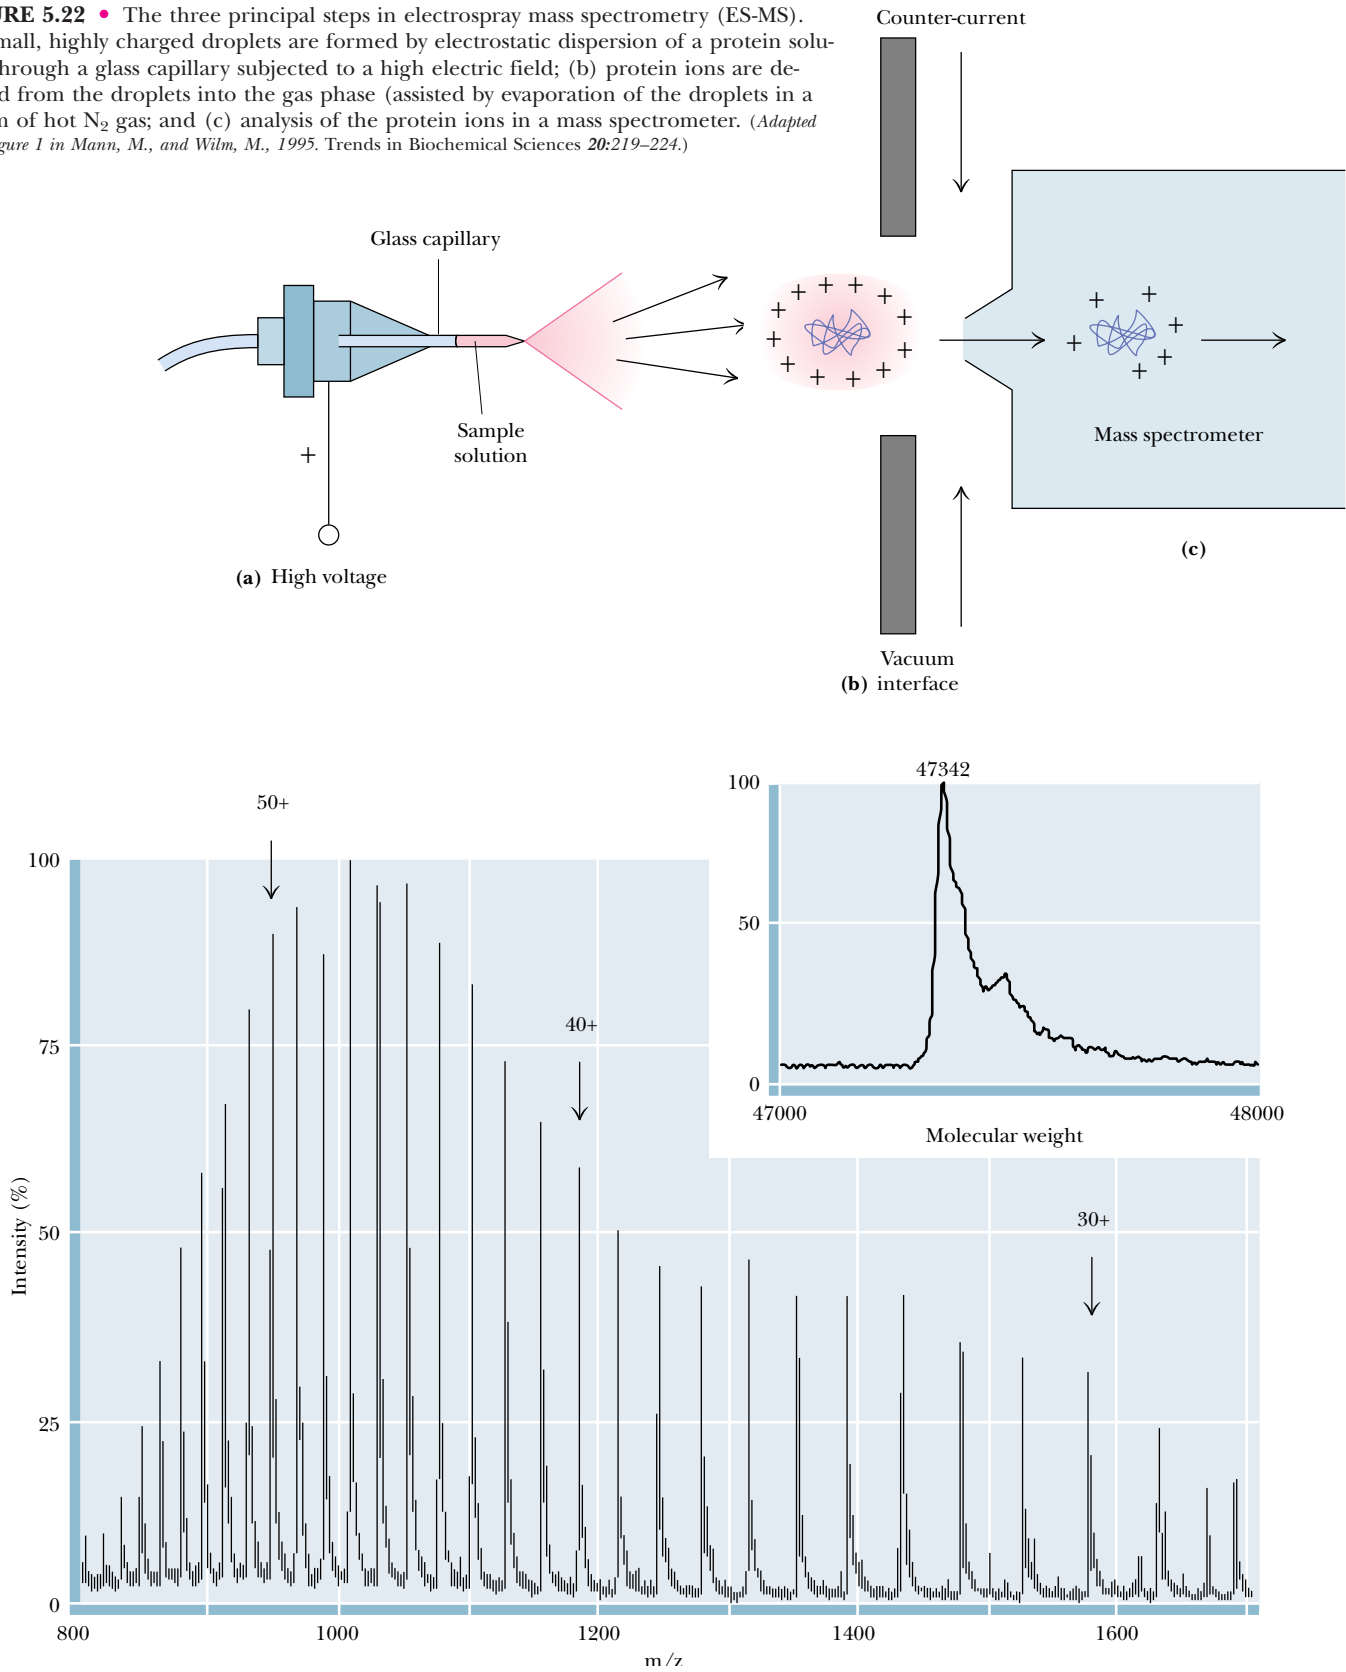 URE 5.22 • The three principal steps in electrospray mass spectrometry (ES-MS).
mall, highly charged droplets are formed by electrostatic dispersion of a protein solu-
hrough a glass capillary subjected to a high electric field; (b) protein ions are de-
d from the droplets into the gas phase (assisted by evaporation of the droplets in a
m of hot N₂ gas; and (c) analysis of the protein ions in a mass spectrometer. (Adapted
gure 1 in Mann, M., and Wilm, M., 1995. Trends in Biochemical Sciences 20:219–224.)
Counter-current
Glass capillary
Sample
solution
+
(a) High voltage
+ + + + + + + + + + + + + +
+ + + + + +
Mass spectrometer
(c)
Vacuum
(b) interface
50+
40+
30+
100
75
50
25
0
Intensity (%)
800 1000 1200 1400 1600
m/z
47342
100
50
0
47000 48000
Molecular weight